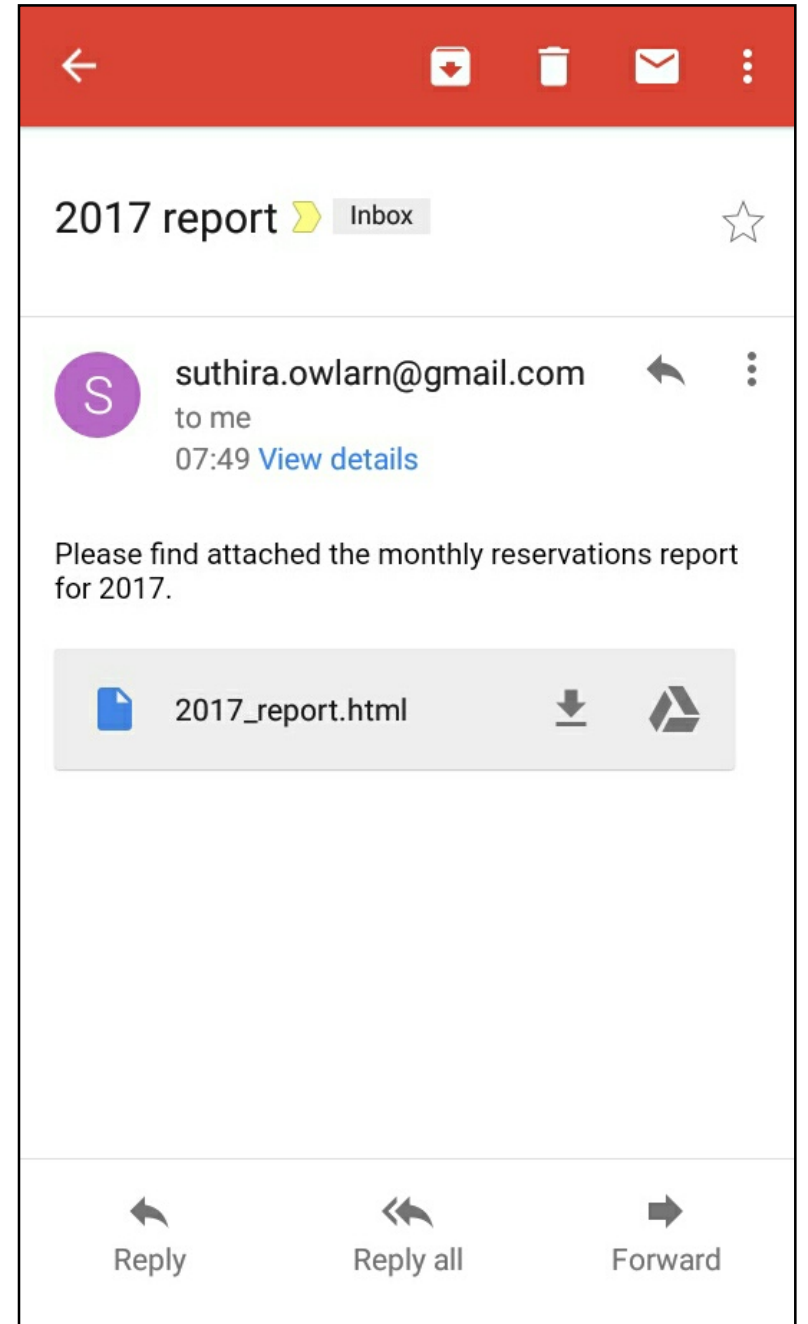 2017 report Inbox
S
suthira.owlarn@gmail.com
to me
07:49 View details
Please find attached the monthly reservations report
for 2017.
2017_report.html
Reply Reply all Forward